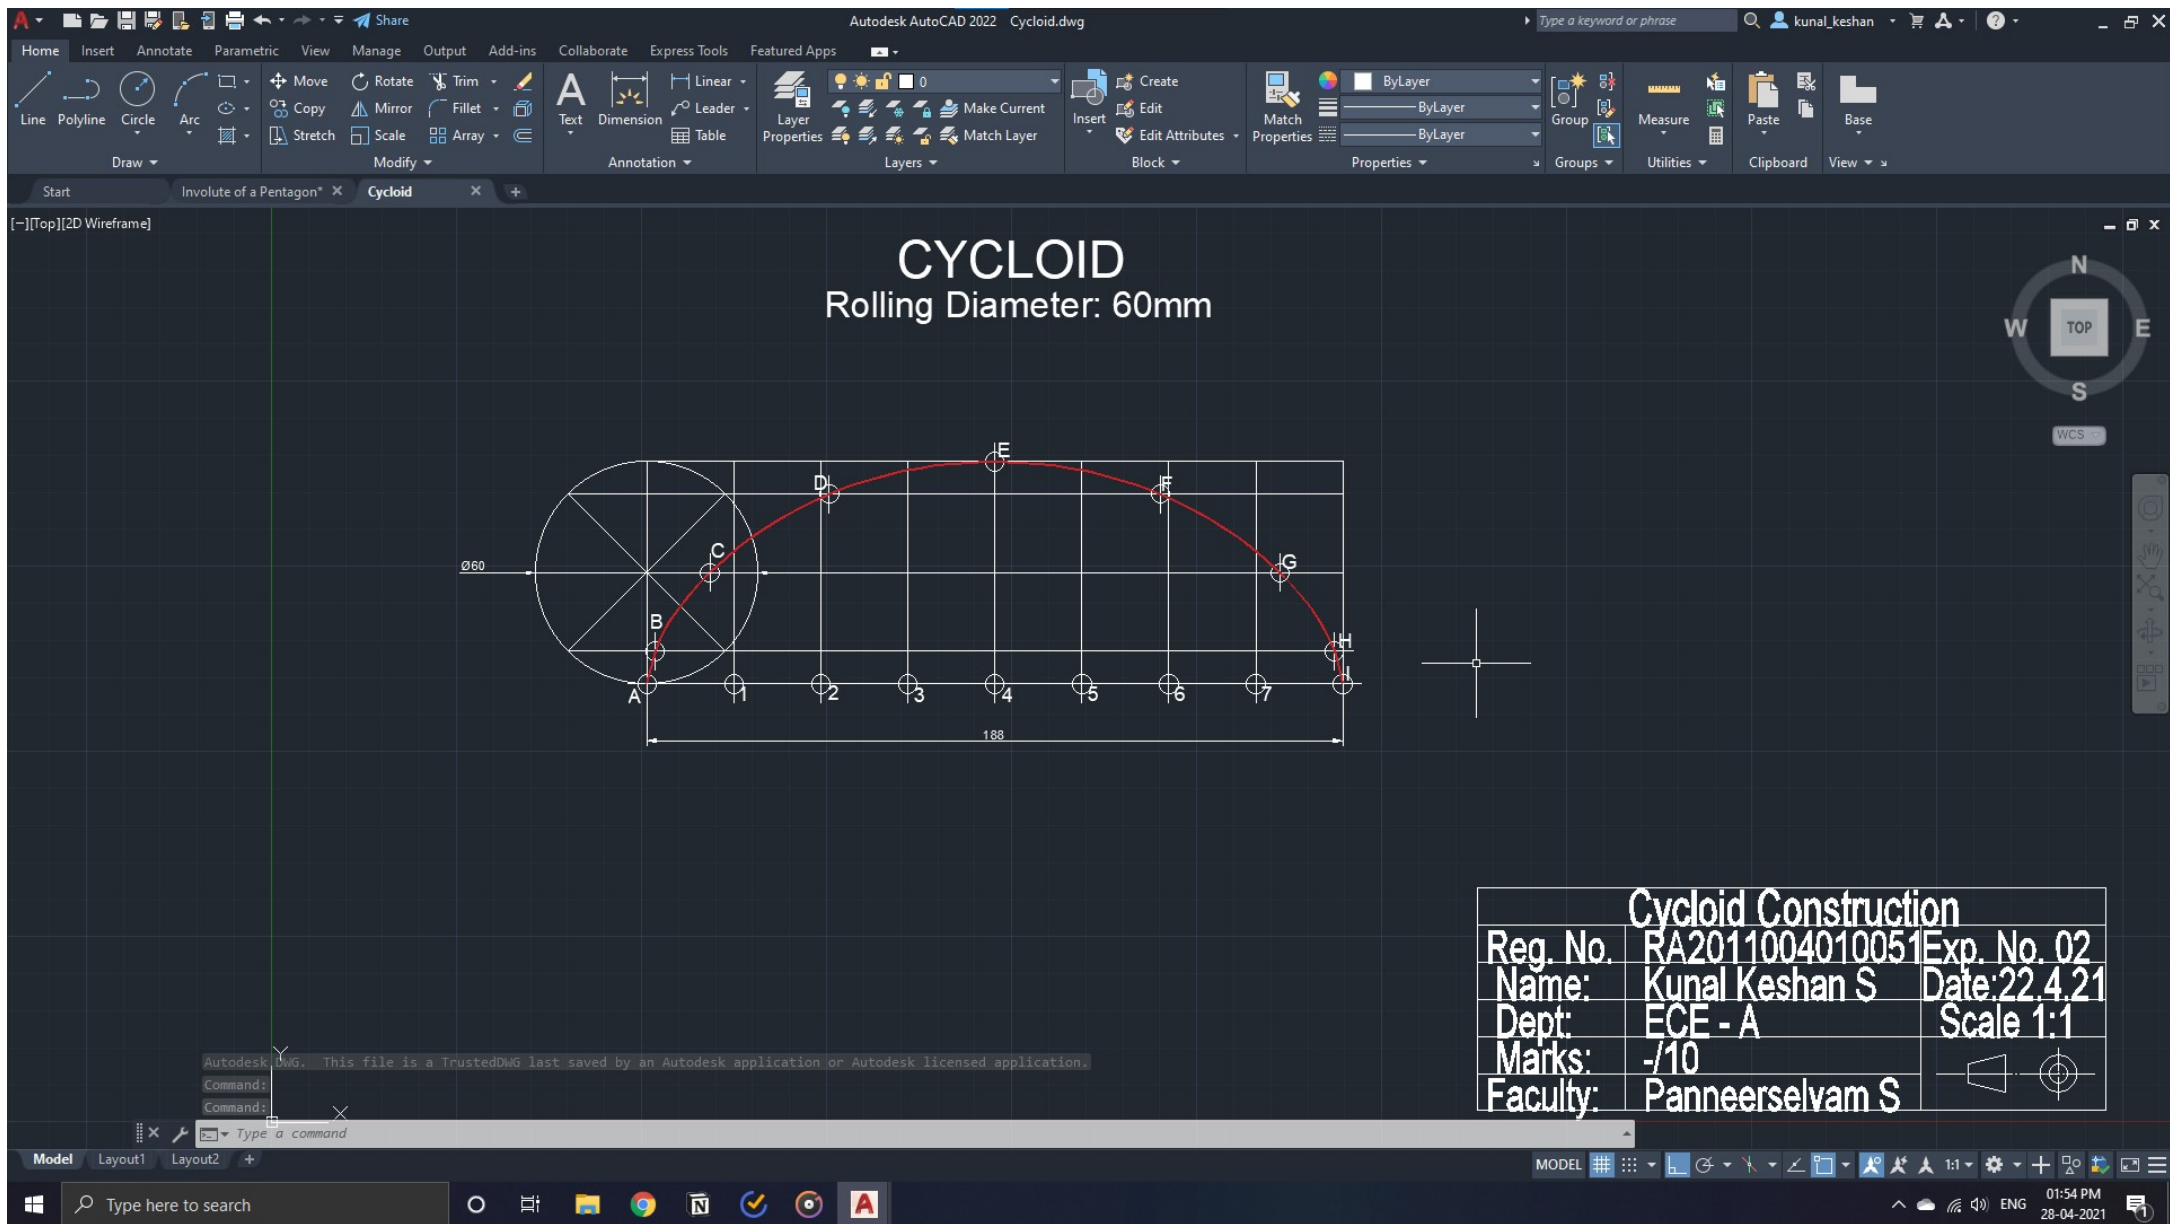 Share
Autodesk AutoCAD 2022 Cycloid.dwg
Type a keyword or phrase
kunal_keshan
Home Insert Annotate Parametric View Manage Output Add-ins Collaborate Express Tools Featured Apps
Line Polyline Circle Arc
Move Rotate Trim
Copy Mirror Fillet
Stretch Scale Array
Text Dimension
Linear
Leader
Table
Layer Properties
0
Make Current
Match Layer
Insert
Create
Edit
Edit Attributes
Match Properties
ByLayer
ByLayer
ByLayer
Group
Measure
Paste
Base
Draw Modify Annotation Layers Block Properties Groups Utilities Clipboard View
Start Involute of a Pentagon* Cycloid
[−][Top][2D Wireframe]
CYCLOID
Rolling Diameter: 60mm
N
W TOP E
S
WCS
E
D F
C G
Ø60
B H
I
A 1 2 3 4 5 6 7
188
Cycloid Construction
Reg. No. RA2011004010051 Exp. No. 02
Name: Kunal Keshan S Date:22.4.21
Dept: ECE - A Scale 1:1
Marks: -/10
Faculty: Panneerselvam S
Y
X
Autodesk DWG. This file is a TrustedDWG last saved by an Autodesk application or Autodesk licensed application.
Command:
Command:
Type a command
Model Layout1 Layout2
MODEL 1:1
Type here to search
ENG
01:54 PM
28-04-2021
1